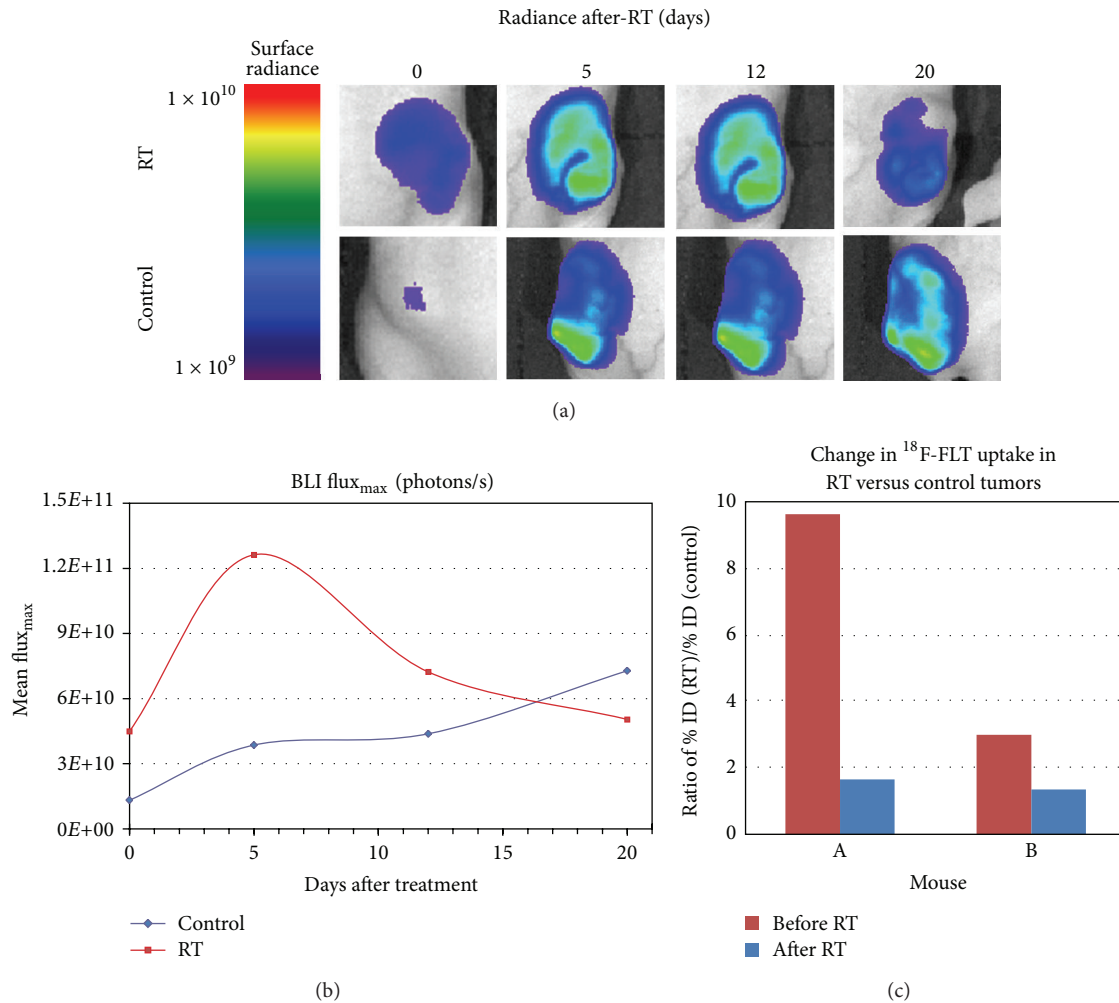 Radiance after-RT (days)
Surface radiance
0 5 12 20
1 × 10¹⁰
RT
Control
1 × 10⁹
(a)
BLI flux_max (photons/s)
Mean flux_max
1.5E+11
1.2E+11
9E+10
6E+10
3E+10
0E+00
0 5 10 15 20
Days after treatment
Control
RT
(b)
Change in ¹⁸F-FLT uptake in
RT versus control tumors
Ratio of % ID (RT)/% ID (control)
10
8
6
4
2
0
A B
Mouse
Before RT
After RT
(c)